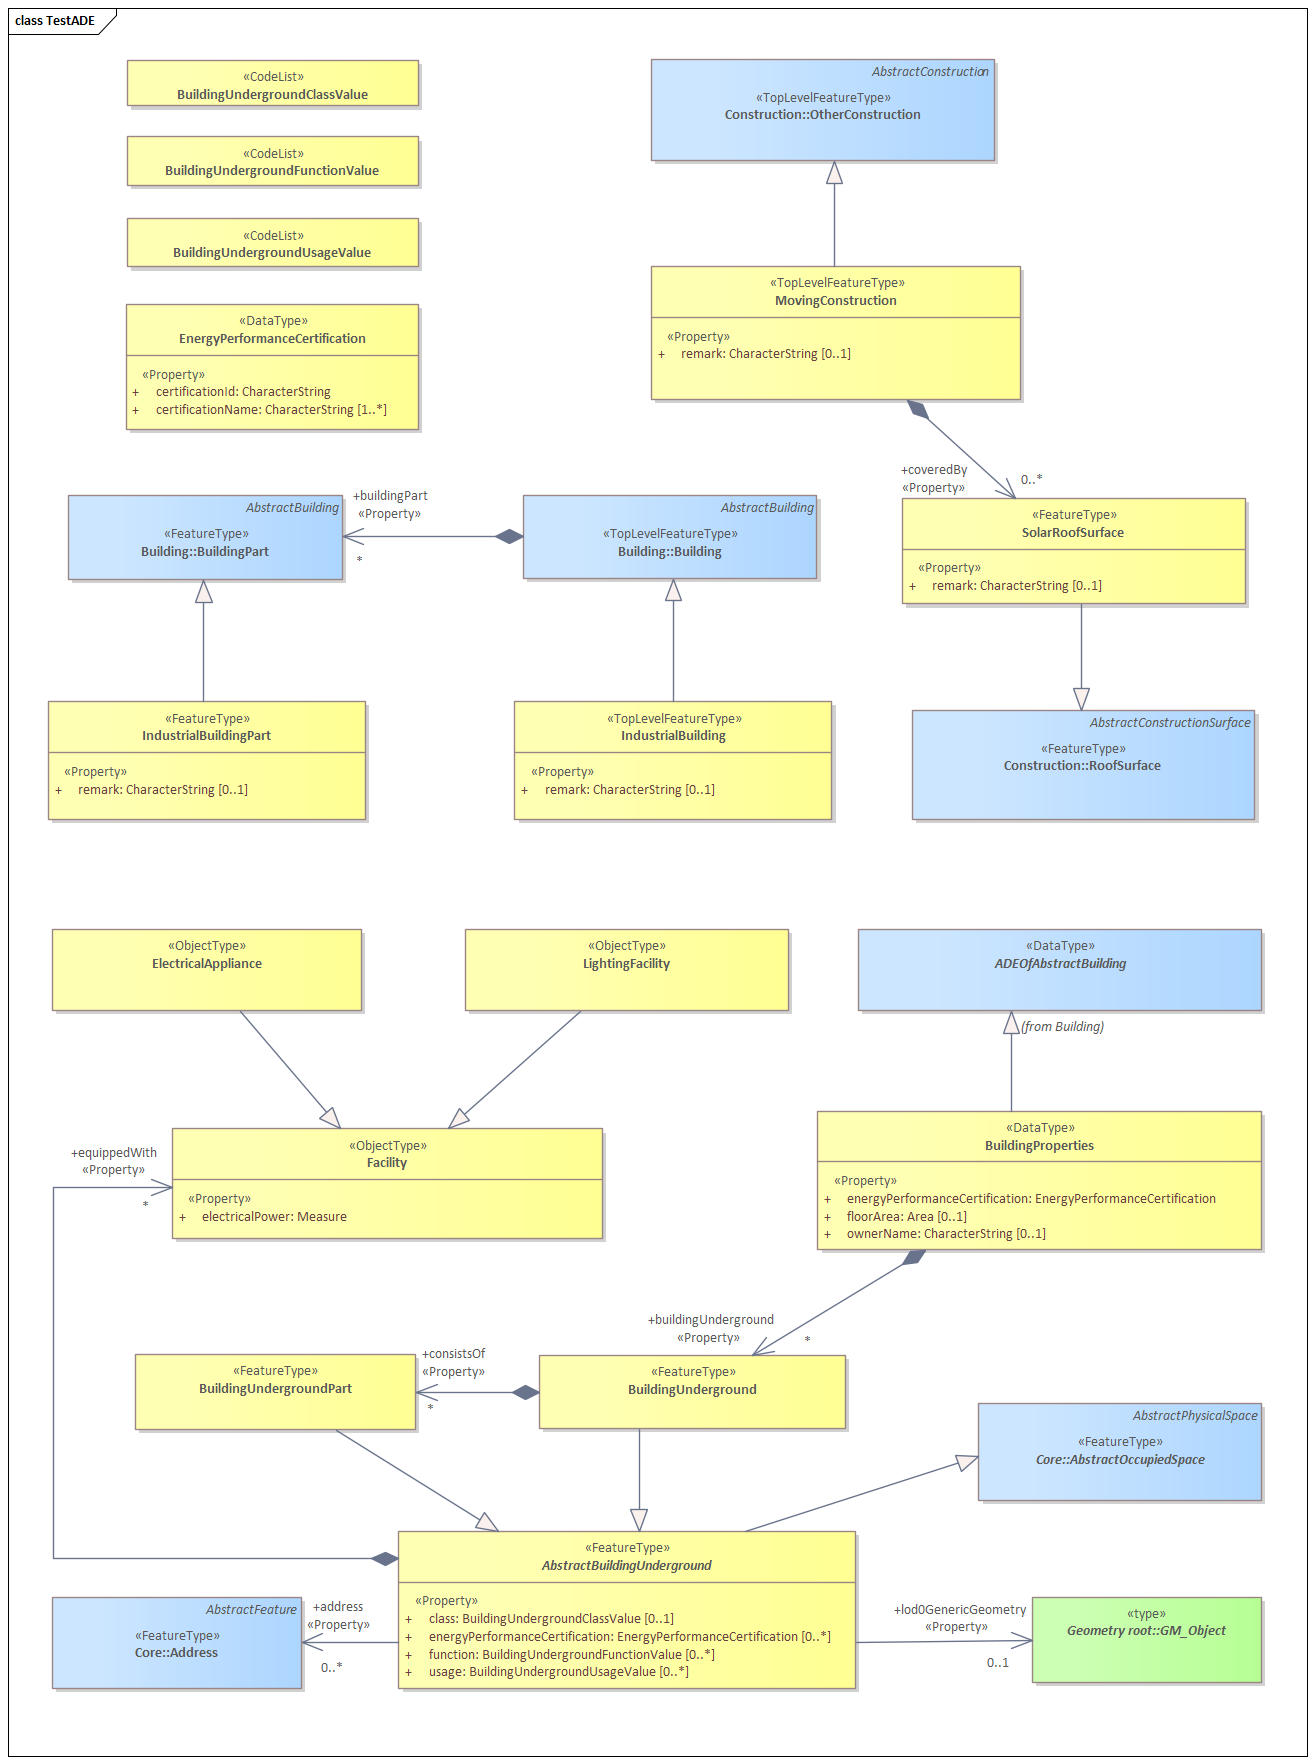 class TestADE
«CodeList»
BuildingUndergroundClassValue
«CodeList»
BuildingUndergroundFunctionValue
«CodeList»
BuildingUndergroundUsageValue
«DataType»
EnergyPerformanceCertification
«Property»
+ certificationId: CharacterString
+ certificationName: CharacterString [1..*]
AbstractConstruction
«TopLevelFeatureType»
Construction::OtherConstruction
«TopLevelFeatureType»
MovingConstruction
«Property»
+ remark: CharacterString [0..1]
+coveredBy
«Property»
0..*
«FeatureType»
SolarRoofSurface
«Property»
+ remark: CharacterString [0..1]
AbstractBuilding
«FeatureType»
Building::BuildingPart
+buildingPart
«Property»
*
AbstractBuilding
«TopLevelFeatureType»
Building::Building
«FeatureType»
IndustrialBuildingPart
«Property»
+ remark: CharacterString [0..1]
«TopLevelFeatureType»
IndustrialBuilding
«Property»
+ remark: CharacterString [0..1]
AbstractConstructionSurface
«FeatureType»
Construction::RoofSurface
«ObjectType»
ElectricalAppliance
«ObjectType»
LightingFacility
«DataType»
ADEOfAbstractBuilding
(from Building)
+equippedWith
«Property»
*
«ObjectType»
Facility
«Property»
+ electricalPower: Measure
«DataType»
BuildingProperties
«Property»
+ energyPerformanceCertification: EnergyPerformanceCertification
+ floorArea: Area [0..1]
+ ownerName: CharacterString [0..1]
+buildingUnderground
«Property»
*
«FeatureType»
BuildingUndergroundPart
+consistsOf
«Property»
*
«FeatureType»
BuildingUnderground
AbstractPhysicalSpace
«FeatureType»
Core::AbstractOccupiedSpace
«FeatureType»
AbstractBuildingUnderground
«Property»
+ class: BuildingUndergroundClassValue [0..1]
+ energyPerformanceCertification: EnergyPerformanceCertification [0..*]
+ function: BuildingUndergroundFunctionValue [0..*]
+ usage: BuildingUndergroundUsageValue [0..*]
AbstractFeature
«FeatureType»
Core::Address
+address
«Property»
0..*
+lod0GenericGeometry
«Property»
0..1
«type»
Geometry root::GM_Object